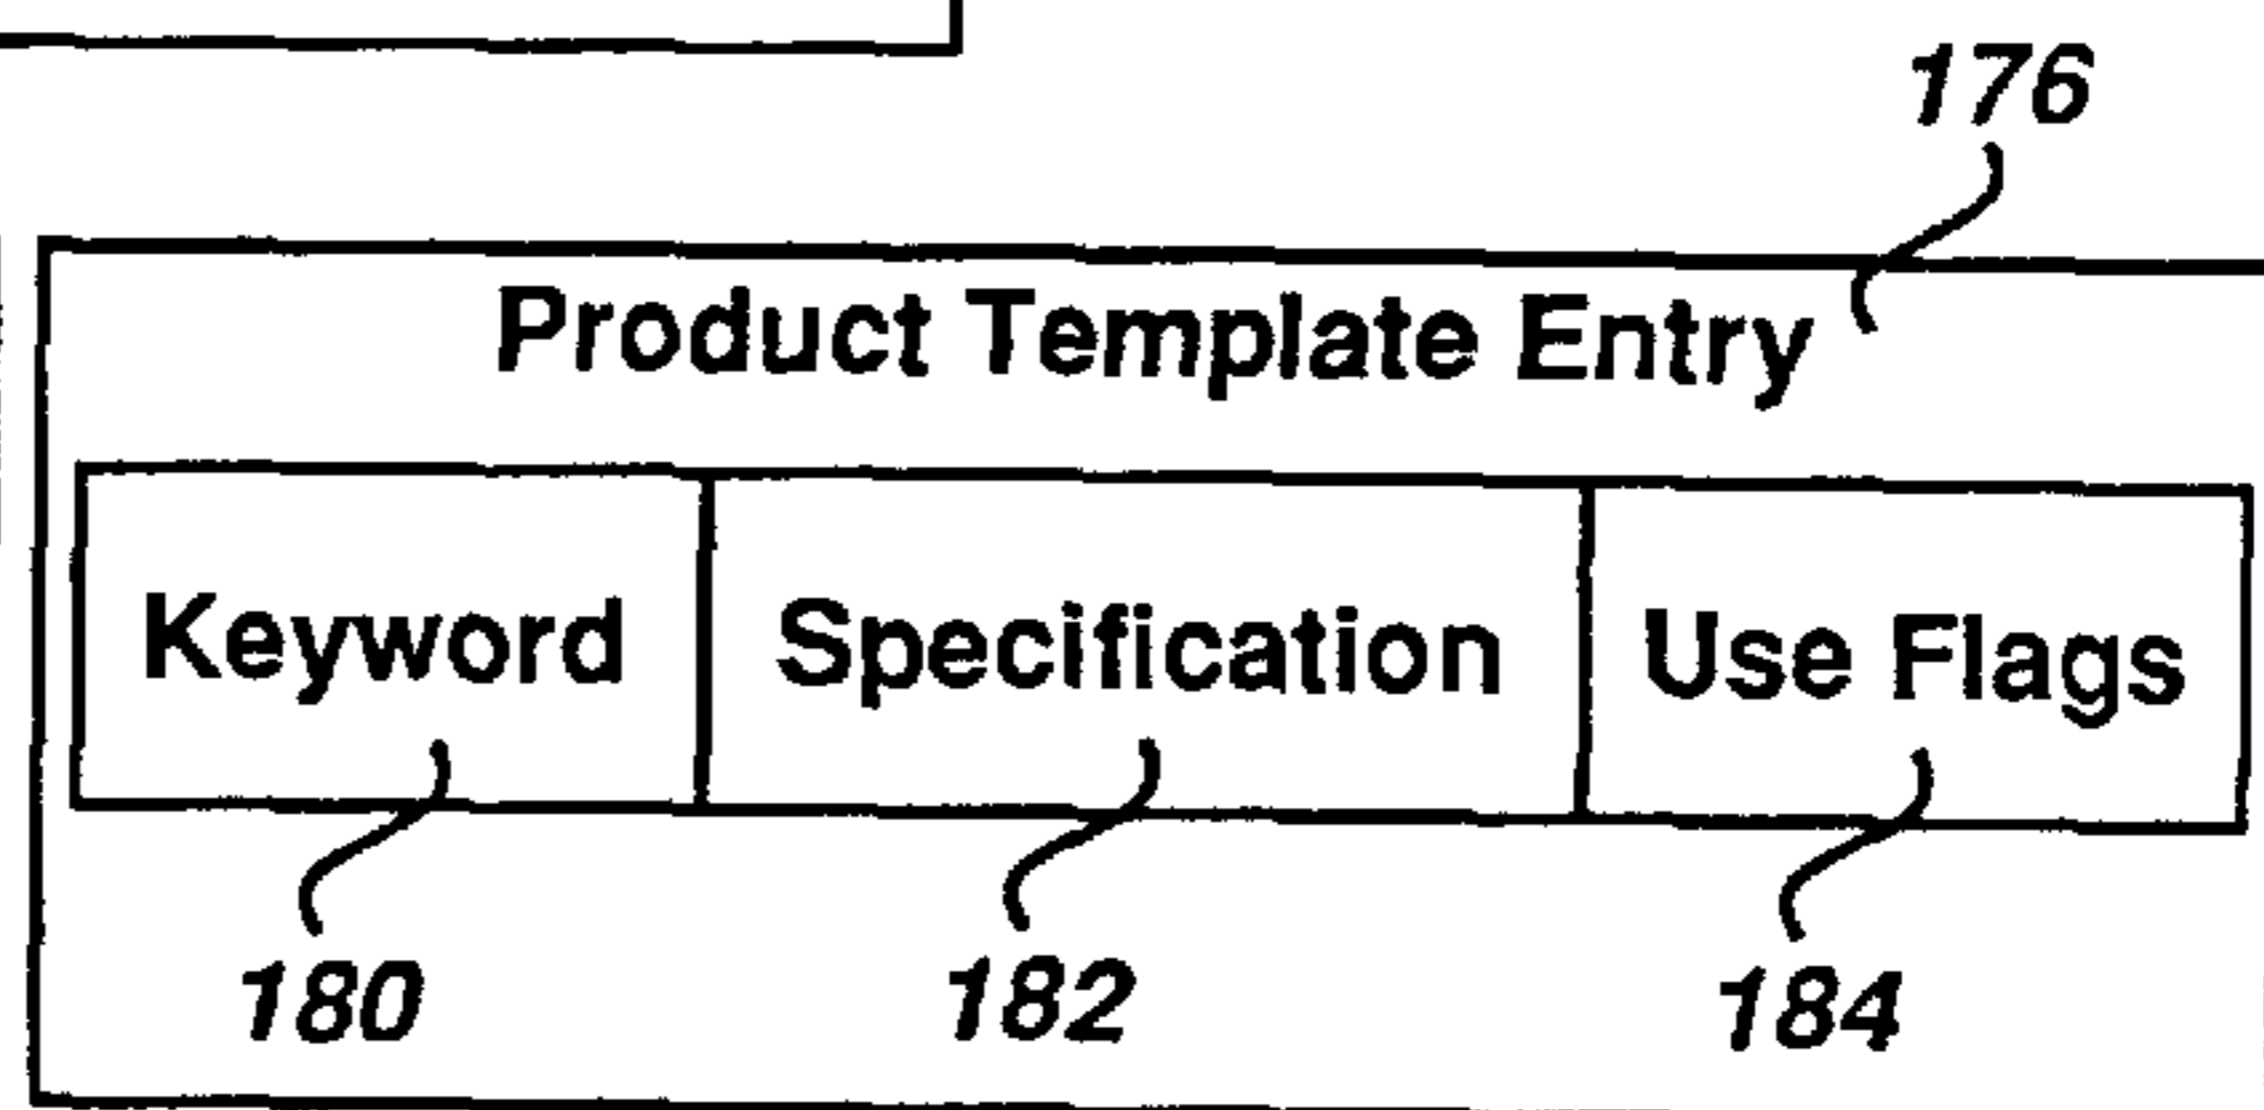 176
Product Template Entry
Keyword Specification Use Flags
180 182 184